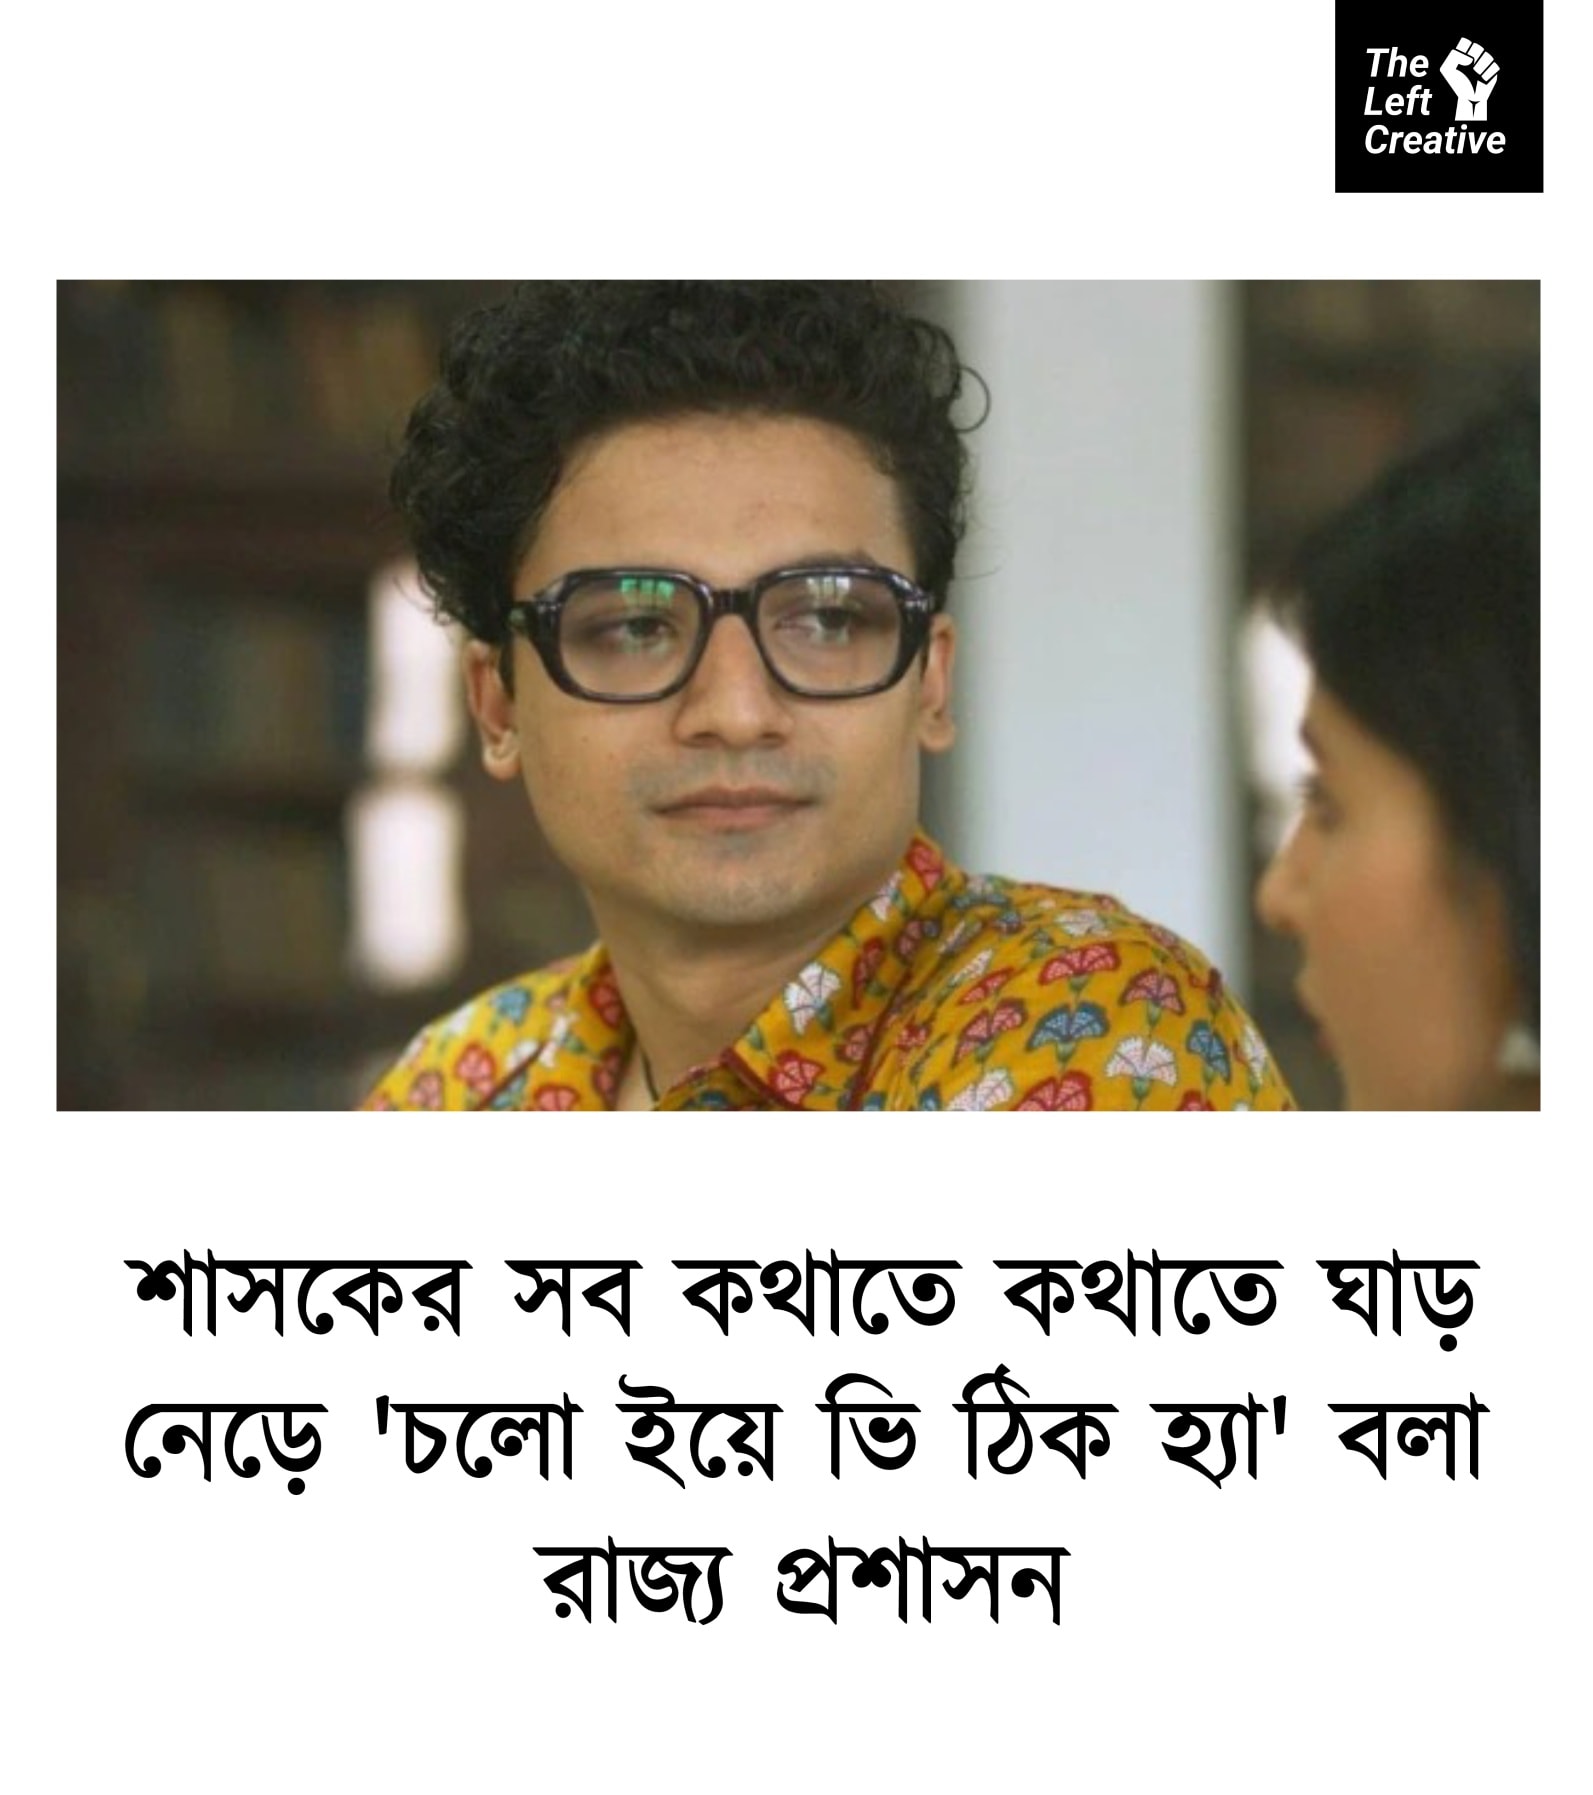 The
Left
Creative
শাসকের সব কথাতে কথাতে ঘাড়
নেড়ে 'চলো ইয়ে ভি ঠিক হ্যা' বলা
রাজ্য প্রশাসন